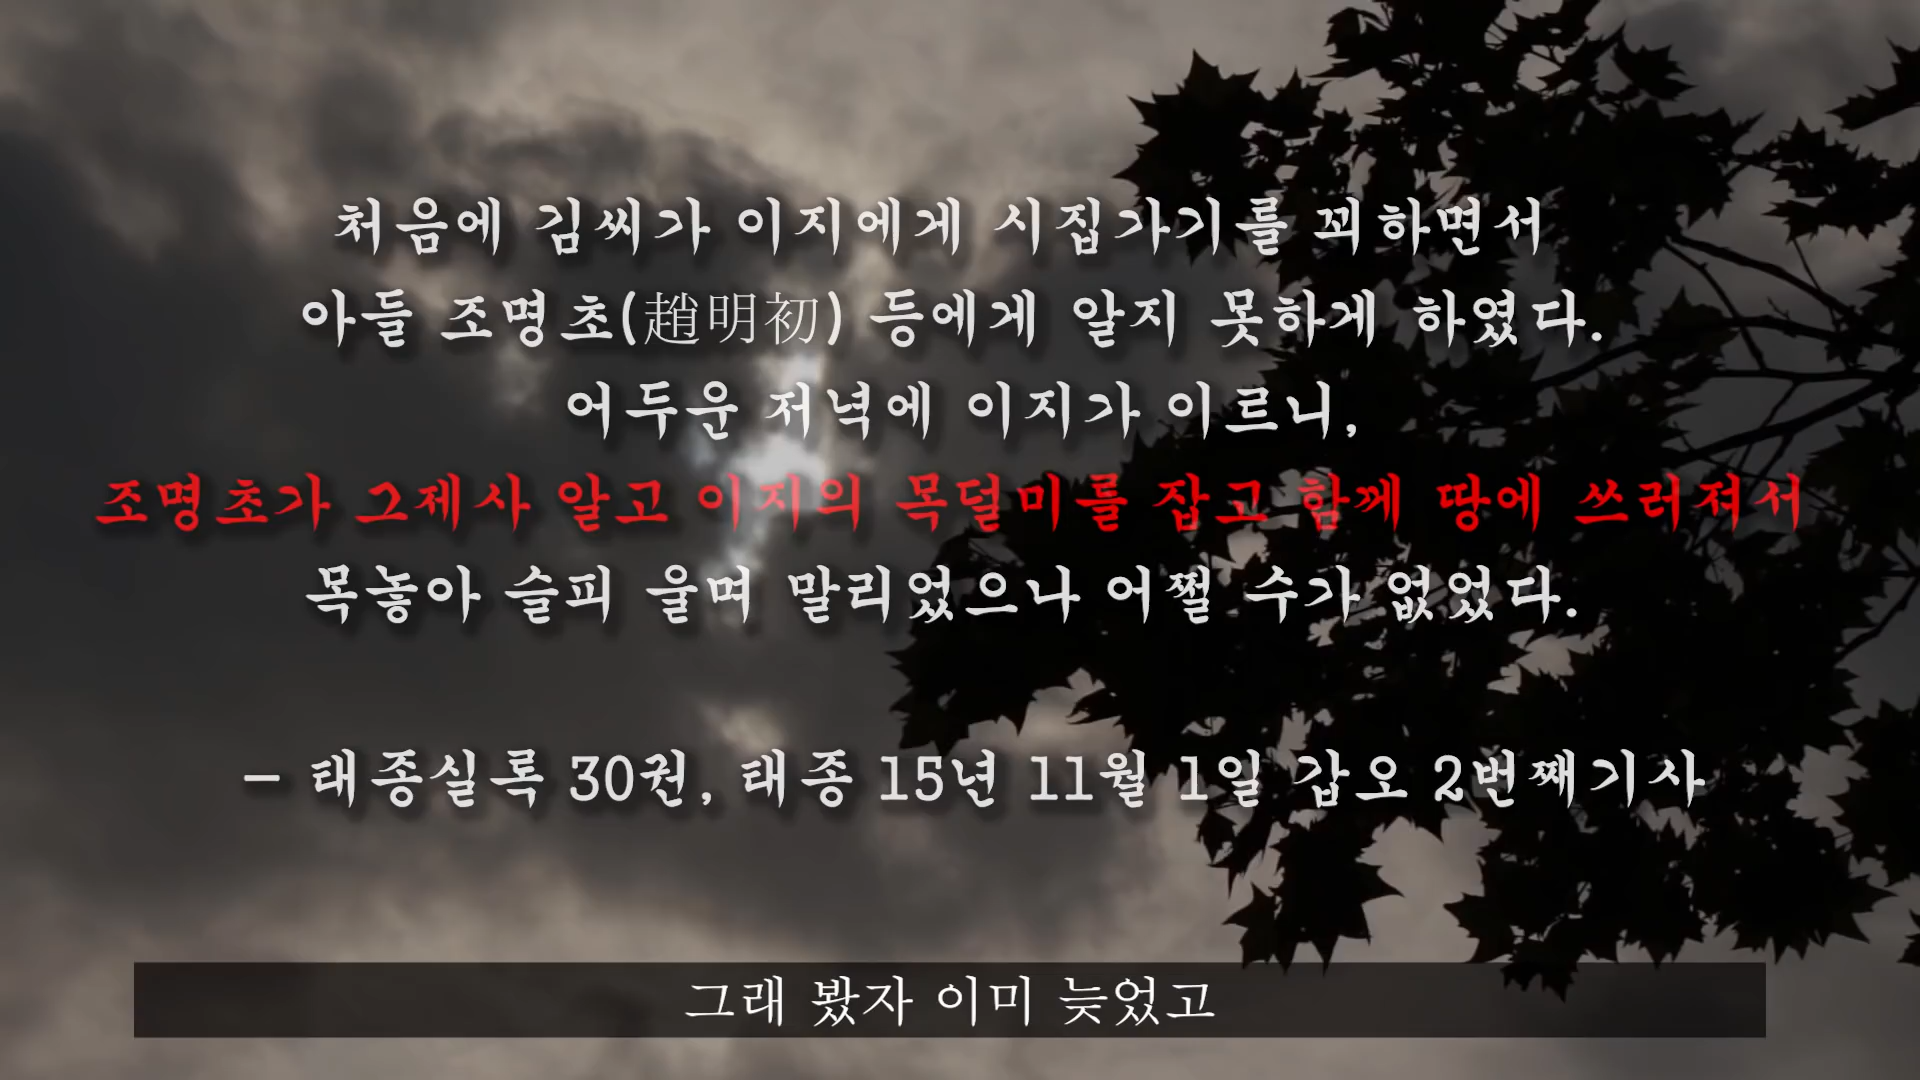 처음에 김씨가 이지에게 시집가기를 꾀하면서
아들 조명초(趙明初) 등에게 알지 못하게 하였다.
어두운 저녁에 이지가 이르니,
조명초가 그제사 알고 이지의 목덜미를 잡고 함께 땅에 쓰러져서
목놓아 슬피 울며 말리었으나 어쩔 수가 없었다.
- 태종실록 30권, 태종 15년 11월 1일 갑오 2번째기사
그래 봤자 이미 늦었고